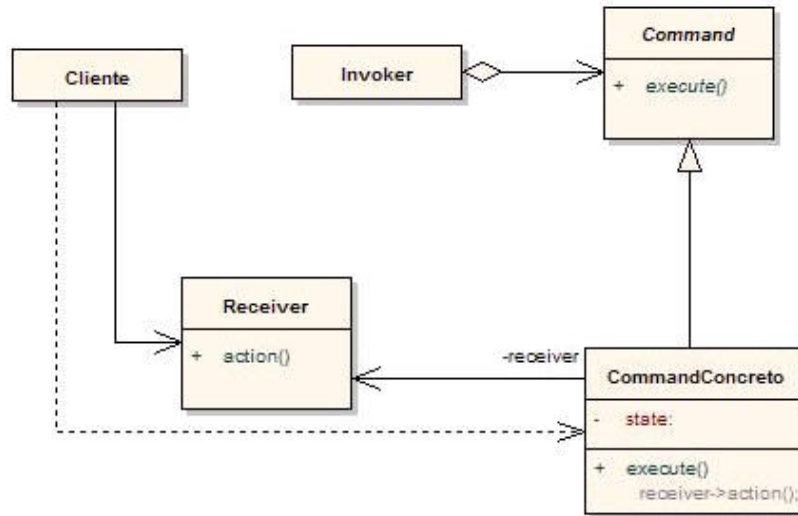 Cliente
Invoker
Command
+ execute()
Receiver
+ action()
-receiver
CommandConcreto
- state:
+ execute()
receiver->action();